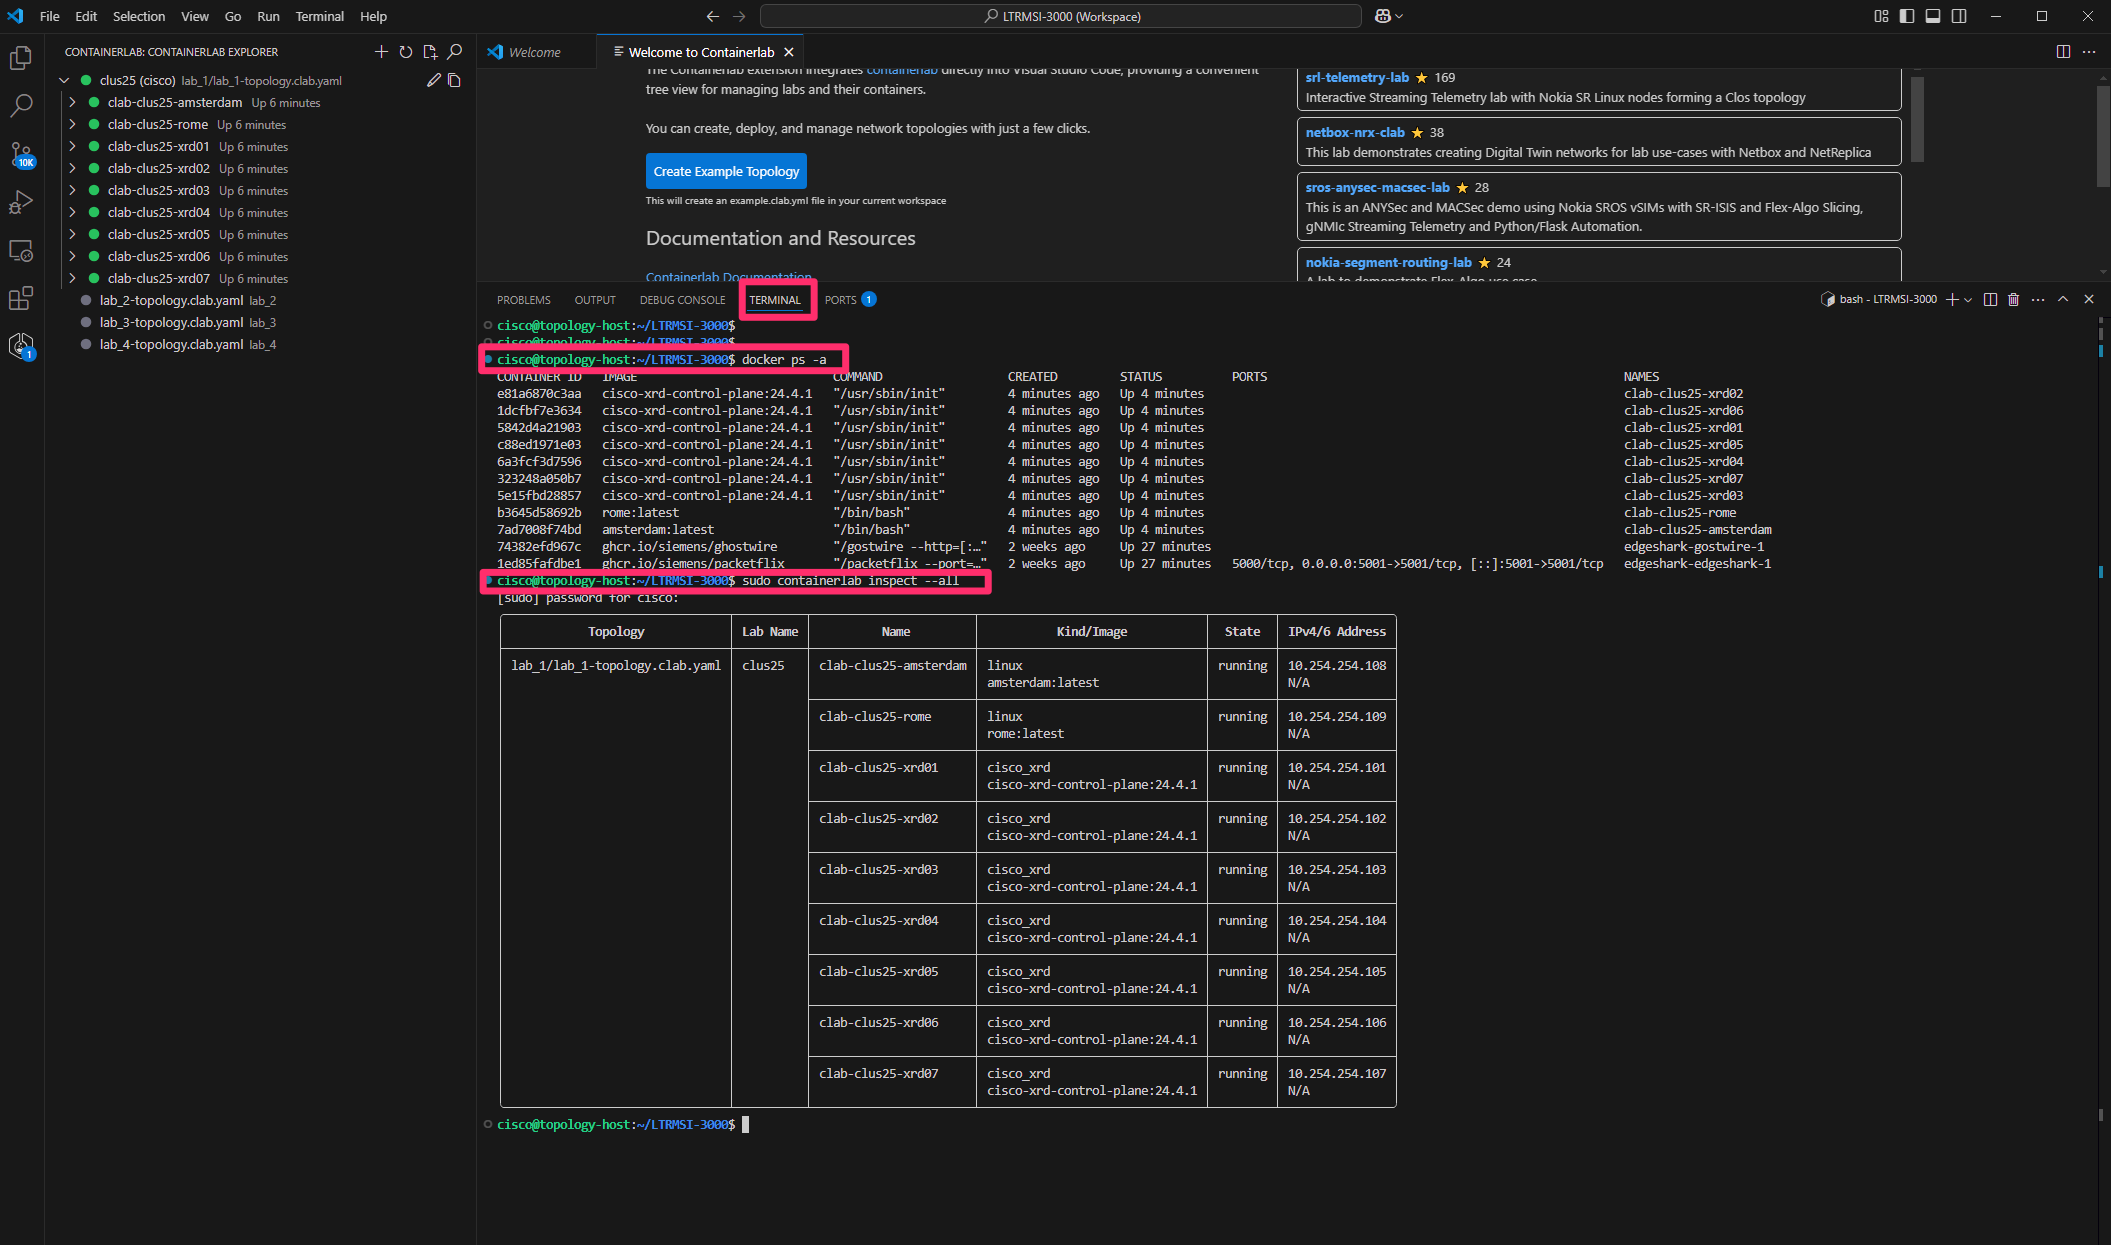 File Edit Selection View Go Run Terminal Help
LTRMSI-3000 (Workspace)
CONTAINERLAB: CONTAINERLAB EXPLORER
clus25 (cisco) lab_1/lab_1-topology.clab.yaml
clab-clus25-amsterdam Up 6 minutes
clab-clus25-rome Up 6 minutes
clab-clus25-xrd01 Up 6 minutes
clab-clus25-xrd02 Up 6 minutes
clab-clus25-xrd03 Up 6 minutes
clab-clus25-xrd04 Up 6 minutes
clab-clus25-xrd05 Up 6 minutes
clab-clus25-xrd06 Up 6 minutes
clab-clus25-xrd07 Up 6 minutes
lab_2-topology.clab.yaml lab_2
lab_3-topology.clab.yaml lab_3
lab_4-topology.clab.yaml lab_4
10K
1
Welcome
Welcome to Containerlab
The Containerlab extension integrates containerlab directly into Visual Studio Code, providing a convenient
tree view for managing labs and their containers.
You can create, deploy, and manage network topologies with just a few clicks.
Create Example Topology
This will create an example.clab.yml file in your current workspace
Documentation and Resources
Containerlab Documentation
srl-telemetry-lab ★ 169
Interactive Streaming Telemetry lab with Nokia SR Linux nodes forming a Clos topology
netbox-nrx-clab ★ 38
This lab demonstrates creating Digital Twin networks for lab use-cases with Netbox and NetReplica
sros-anysec-macsec-lab ★ 28
This is an ANYSec and MACSec demo using Nokia SROS vSIMs with SR-ISIS and Flex-Algo Slicing,
gNMIc Streaming Telemetry and Python/Flask Automation.
nokia-segment-routing-lab ★ 24
A lab to demonstrate Flex-Algo use case
PROBLEMS OUTPUT DEBUG CONSOLE TERMINAL PORTS 1
bash - LTRMSI-3000
cisco@topology-host:~/LTRMSI-3000$
cisco@topology-host:~/LTRMSI-3000$
cisco@topology-host:~/LTRMSI-3000$ docker ps -a
CONTAINER ID IMAGE COMMAND CREATED STATUS PORTS NAMES
e81a6870c3aa cisco-xrd-control-plane:24.4.1 "/usr/sbin/init" 4 minutes ago Up 4 minutes clab-clus25-xrd02
1dcfbf7e3634 cisco-xrd-control-plane:24.4.1 "/usr/sbin/init" 4 minutes ago Up 4 minutes clab-clus25-xrd06
5842d4a21903 cisco-xrd-control-plane:24.4.1 "/usr/sbin/init" 4 minutes ago Up 4 minutes clab-clus25-xrd01
c88ed1971e03 cisco-xrd-control-plane:24.4.1 "/usr/sbin/init" 4 minutes ago Up 4 minutes clab-clus25-xrd05
6a3fcf3d7596 cisco-xrd-control-plane:24.4.1 "/usr/sbin/init" 4 minutes ago Up 4 minutes clab-clus25-xrd04
323248a050b7 cisco-xrd-control-plane:24.4.1 "/usr/sbin/init" 4 minutes ago Up 4 minutes clab-clus25-xrd07
5e15fbd28857 cisco-xrd-control-plane:24.4.1 "/usr/sbin/init" 4 minutes ago Up 4 minutes clab-clus25-xrd03
b3645d58692b rome:latest "/bin/bash" 4 minutes ago Up 4 minutes clab-clus25-rome
7ad7008f74bd amsterdam:latest "/bin/bash" 4 minutes ago Up 4 minutes clab-clus25-amsterdam
74382efd967c ghcr.io/siemens/ghostwire "/gostwire --http=[:…" 2 weeks ago Up 27 minutes edgeshark-gostwire-1
1ed85fafdbe1 ghcr.io/siemens/packetflix "/packetflix --port=…" 2 weeks ago Up 27 minutes 5000/tcp, 0.0.0.0:5001->5001/tcp, [::]:5001->5001/tcp edgeshark-edgeshark-1
cisco@topology-host:~/LTRMSI-3000$ sudo containerlab inspect --all
[sudo] password for cisco:
Topology Lab Name Name Kind/Image State IPv4/6 Address
lab_1/lab_1-topology.clab.yaml clus25 clab-clus25-amsterdam linux running 10.254.254.108
amsterdam:latest N/A
clab-clus25-rome linux running 10.254.254.109
rome:latest N/A
clab-clus25-xrd01 cisco_xrd running 10.254.254.101
cisco-xrd-control-plane:24.4.1 N/A
clab-clus25-xrd02 cisco_xrd running 10.254.254.102
cisco-xrd-control-plane:24.4.1 N/A
clab-clus25-xrd03 cisco_xrd running 10.254.254.103
cisco-xrd-control-plane:24.4.1 N/A
clab-clus25-xrd04 cisco_xrd running 10.254.254.104
cisco-xrd-control-plane:24.4.1 N/A
clab-clus25-xrd05 cisco_xrd running 10.254.254.105
cisco-xrd-control-plane:24.4.1 N/A
clab-clus25-xrd06 cisco_xrd running 10.254.254.106
cisco-xrd-control-plane:24.4.1 N/A
clab-clus25-xrd07 cisco_xrd running 10.254.254.107
cisco-xrd-control-plane:24.4.1 N/A
cisco@topology-host:~/LTRMSI-3000$